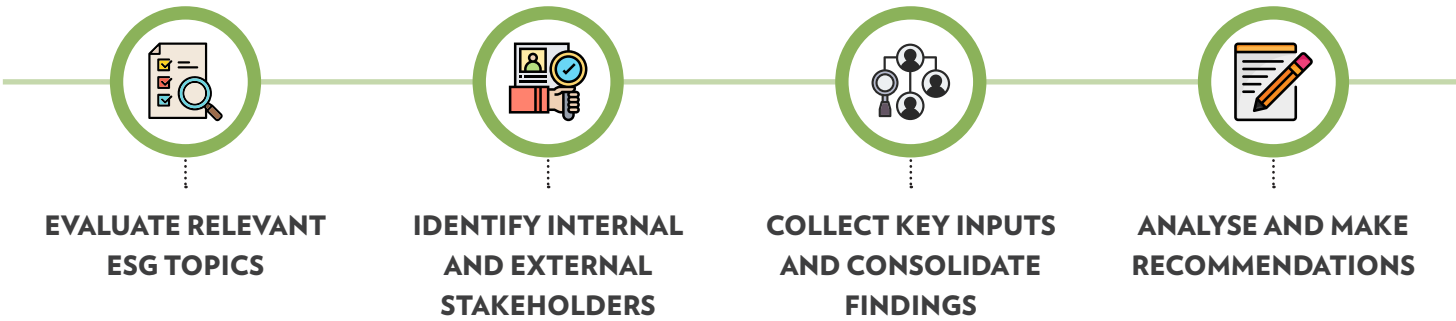 EVALUATE RELEVANT
ESG TOPICS
IDENTIFY INTERNAL
AND EXTERNAL
STAKEHOLDERS
COLLECT KEY INPUTS
AND CONSOLIDATE
FINDINGS
ANALYSE AND MAKE
RECOMMENDATIONS